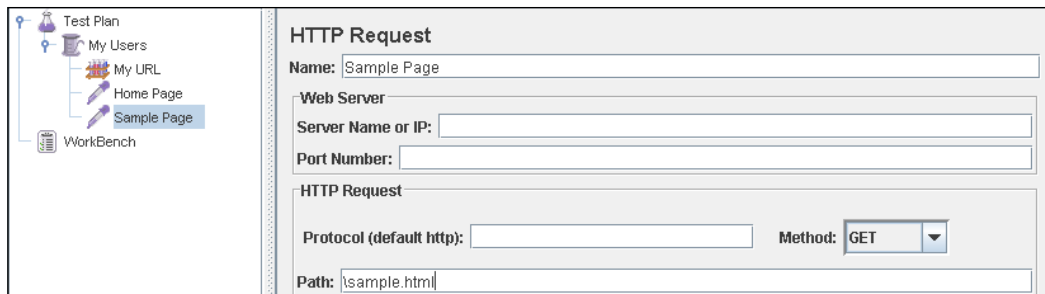 Test Plan
My Users
My URL
Home Page
Sample Page
WorkBench
HTTP Request
Name: Sample Page
Web Server
Server Name or IP:
Port Number:
HTTP Request
Protocol (default http): Method: GET
Path: \sample.html